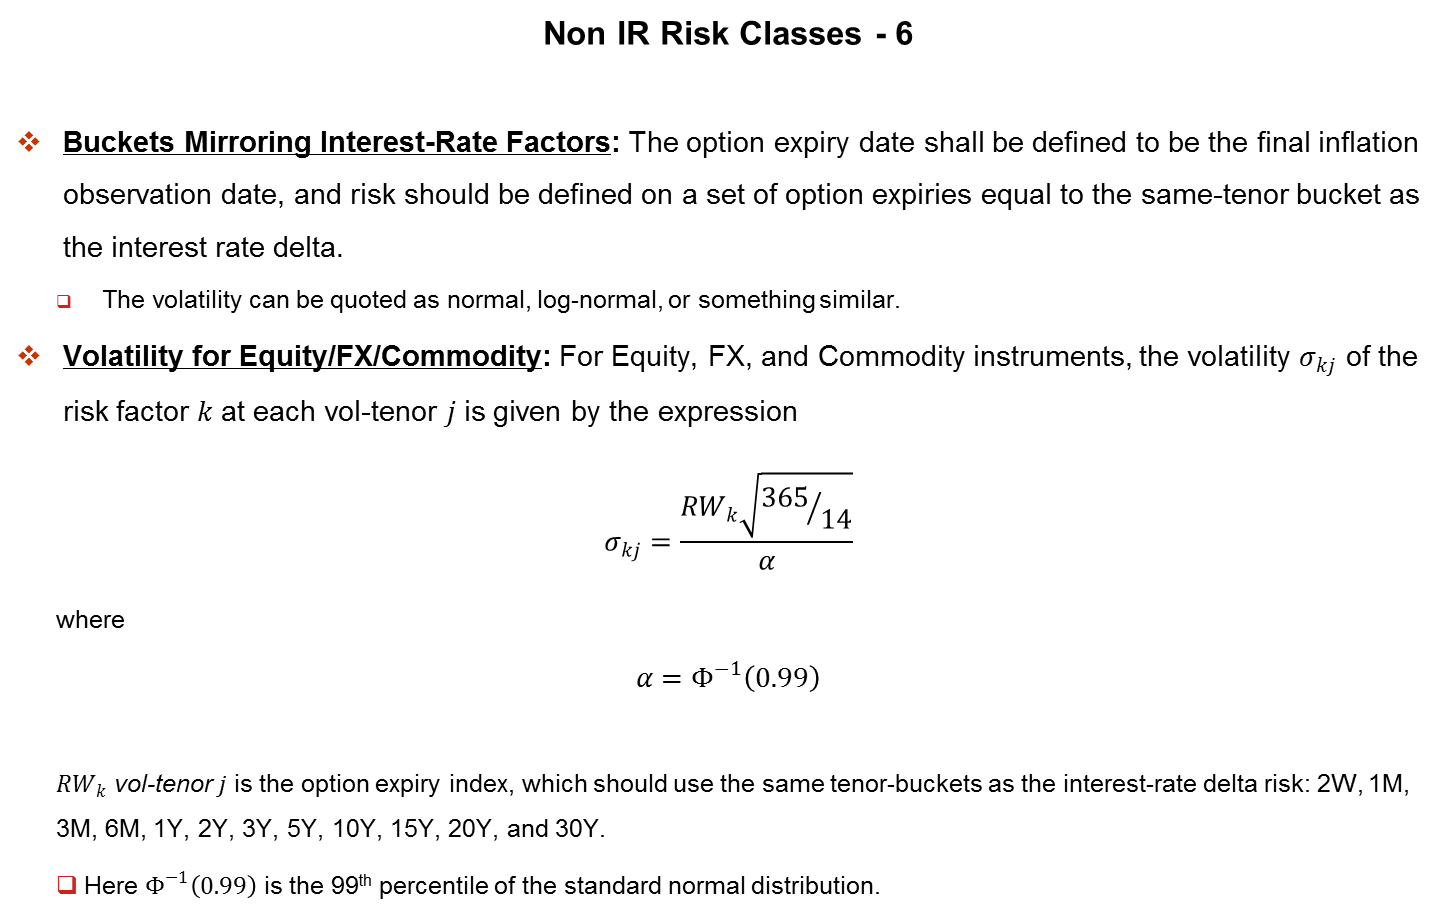 Non IR Risk Classes - 6
❖ Buckets Mirroring Interest-Rate Factors: The option expiry date shall be defined to be the final inflation
observation date, and risk should be defined on a set of option expiries equal to the same-tenor bucket as
the interest rate delta.
❑ The volatility can be quoted as normal, log-normal, or something similar.
❖ Volatility for Equity/FX/Commodity: For Equity, FX, and Commodity instruments, the volatility σ_kj of the
risk factor k at each vol-tenor j is given by the expression
σ_kj = RW_k √(365/14) / α
where
α = Φ⁻¹(0.99)
RW_k vol-tenor j is the option expiry index, which should use the same tenor-buckets as the interest-rate delta risk: 2W, 1M,
3M, 6M, 1Y, 2Y, 3Y, 5Y, 10Y, 15Y, 20Y, and 30Y.
❑ Here Φ⁻¹(0.99) is the 99th percentile of the standard normal distribution.